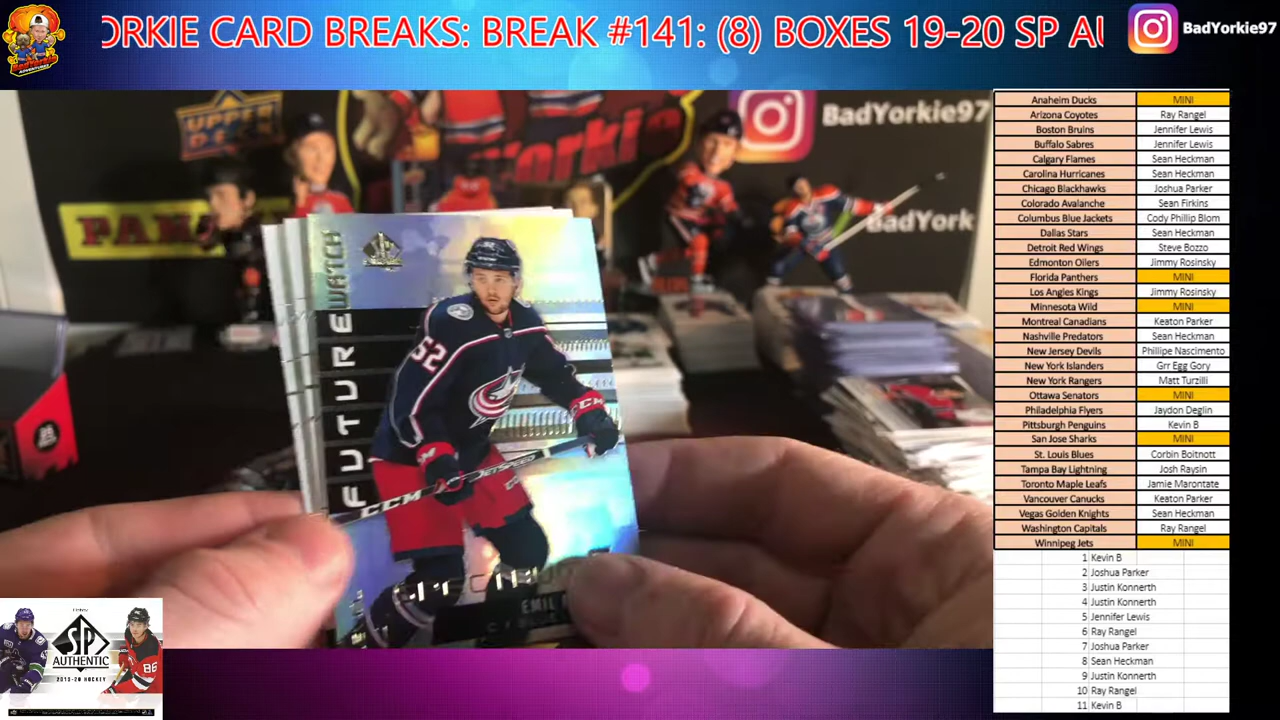 ORKIE CARD BREAKS: BREAK #141: (8) BOXES 19-20 SP AU
BadYorkie97
UPPER DECK
BadYorkie97
BadYork
FUTURE WATCH
52
CCM
JETSPEED
CCM
EMIL
Anaheim Ducks MINI
Arizona Coyotes Ray Rangel
Boston Bruins Jennifer Lewis
Buffalo Sabres Jennifer Lewis
Calgary Flames Sean Heckman
Carolina Hurricanes Sean Heckman
Chicago Blackhawks Joshua Parker
Colorado Avalanche Sean Firkins
Columbus Blue Jackets Cody Phillip Blom
Dallas Stars Sean Heckman
Detroit Red Wings Steve Bozzo
Edmonton Oilers Jimmy Rosinsky
Florida Panthers MINI
Los Angles Kings Jimmy Rosinsky
Minnesota Wild MINI
Montreal Canadians Keaton Parker
Nashville Predators Sean Heckman
New Jersey Devils Phillipe Nascimento
New York Islanders Grr Egg Gory
New York Rangers Matt Turzilli
Ottawa Senators MINI
Philadelphia Flyers Jaydon Deglin
Pittsburgh Penguins Kevin B
San Jose Sharks MINI
St. Louis Blues Corbin Boitnott
Tampa Bay Lightning Josh Raysin
Toronto Maple Leafs Jamie Marontate
Vancouver Canucks Keaton Parker
Vegas Golden Knights Sean Heckman
Washington Capitals Ray Rangel
Winnipeg Jets MINI
1 Kevin B
2 Joshua Parker
3 Justin Konnerth
4 Justin Konnerth
5 Jennifer Lewis
6 Ray Rangel
7 Joshua Parker
8 Sean Heckman
9 Justin Konnerth
10 Ray Rangel
11 Kevin B
SP
AUTHENTIC
2019-20 HOCKEY
86